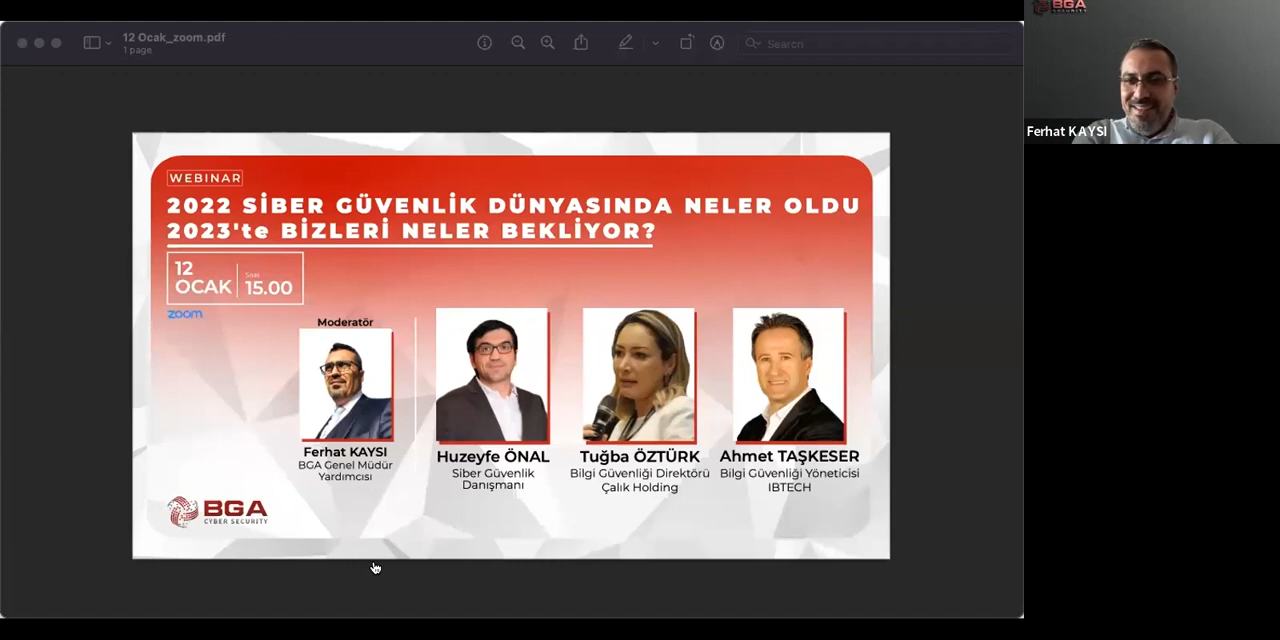 12 Ocak_zoom.pdf
1 page
Search
BGA
SECURITY
Ferhat KAYSI
WEBINAR
2022 SİBER GÜVENLİK DÜNYASINDA NELER OLDU
2023'te BİZLERİ NELER BEKLİYOR?
12
OCAK
Saat
15.00
zoom
Moderatör
Ferhat KAYSI
BGA Genel Müdür
Yardımcısı
Huzeyfe ÖNAL
Siber Güvenlik
Danışmanı
Tuğba ÖZTÜRK
Bilgi Güvenliği Direktörü
Çalık Holding
Ahmet TAŞKESER
Bilgi Güvenliği Yöneticisi
IBTECH
BGA
CYBER SECURITY